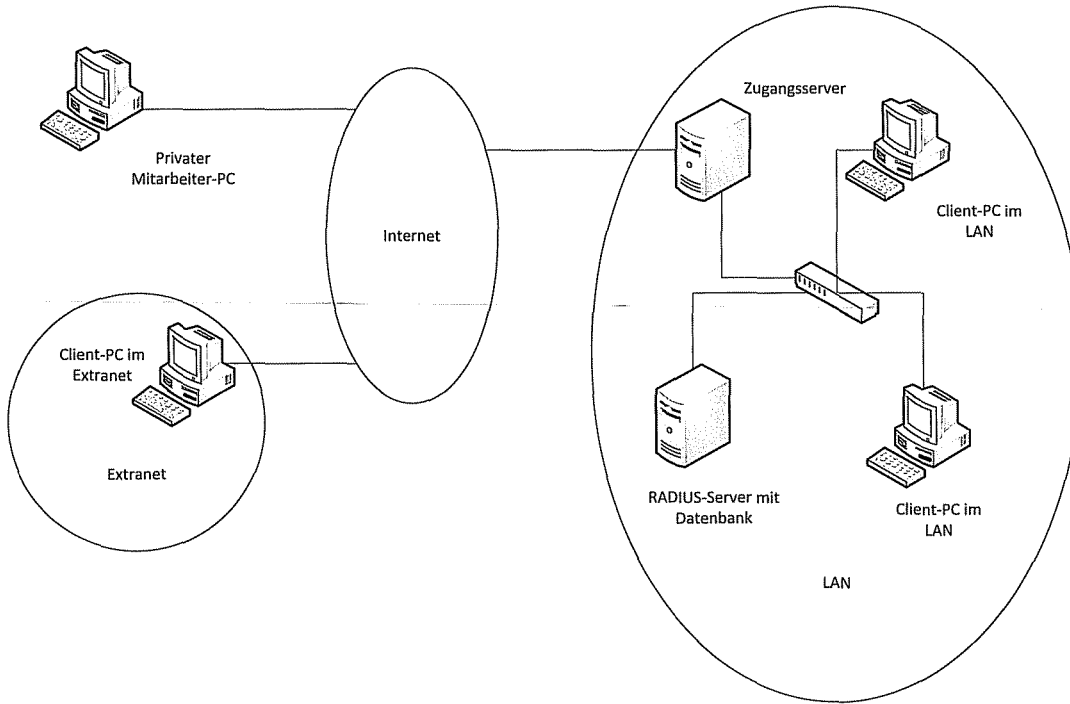 Zugangsserver
Privater
Mitarbeiter-PC
Client-PC im
LAN
Internet
Client-PC im
Extranet
Extranet
RADIUS-Server mit
Datenbank
Client-PC im
LAN
LAN